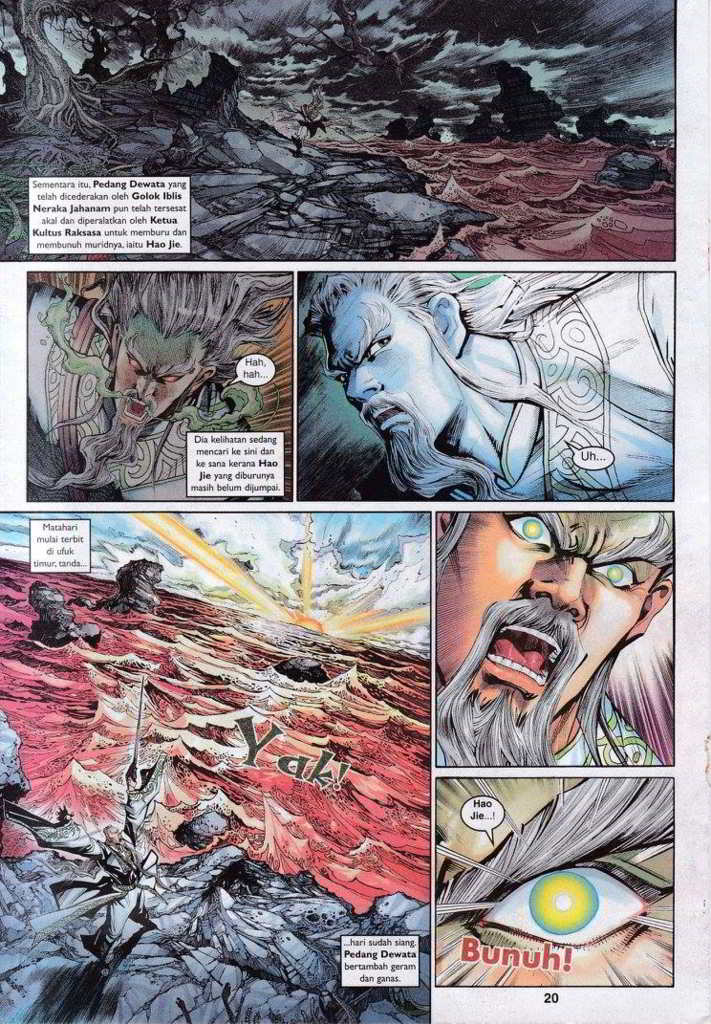 Sementara itu, Pedang Dewata yang
telah dicederakan oleh Golok Iblis
Neraka Jahanam pun telah tersesat
akal dan diperalatkan oleh Ketua
Kultus Raksasa untuk memburu dan
membunuh muridnya, iaitu Hao Jie.
Hah,
hah...
Dia kelihatan sedang
mencari ke sini dan
ke sana kerana Hao
Jie yang diburunya
masih belum dijumpai.
Uh...
Matahari
mulai terbit
di ufuk
timur, tanda...
Yak!
...hari sudah siang.
Pedang Dewata
bertambah geram
dan ganas.
Hao
Jie...!
Bunuh!
20